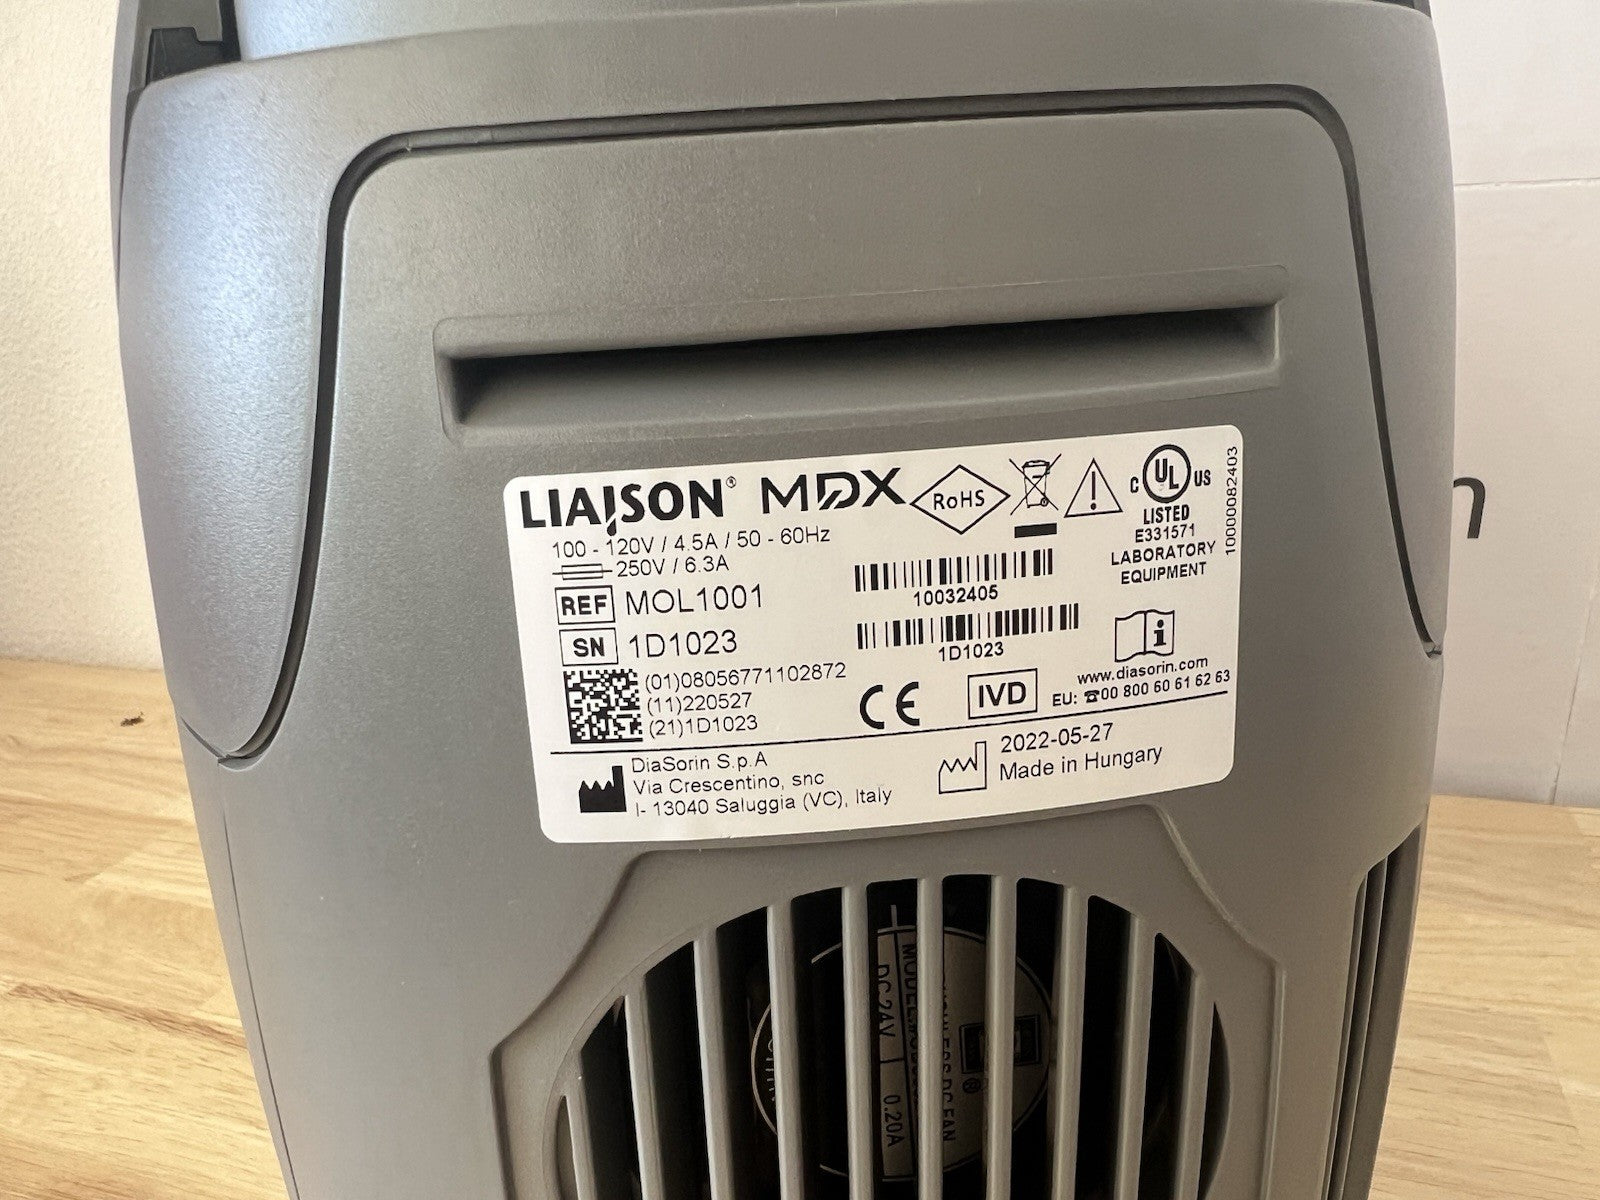 LIAISON® MDX
RoHS
C UL US
LISTED
E331571
LABORATORY
EQUIPMENT
1000082403
100 - 120V / 4.5A / 50 - 60Hz
250V / 6.3A
REF MOL1001
10032405
SN 1D1023
1D1023
(01)08056771102872
(11)220527
(21)1D1023
CE
IVD
i
www.diasorin.com
EU: ☎00 800 60 61 62 63
DiaSorin S.p.A
Via Crescentino, snc
I- 13040 Saluggia (VC), Italy
2022-05-27
Made in Hungary
DC 24V 0.20A
n